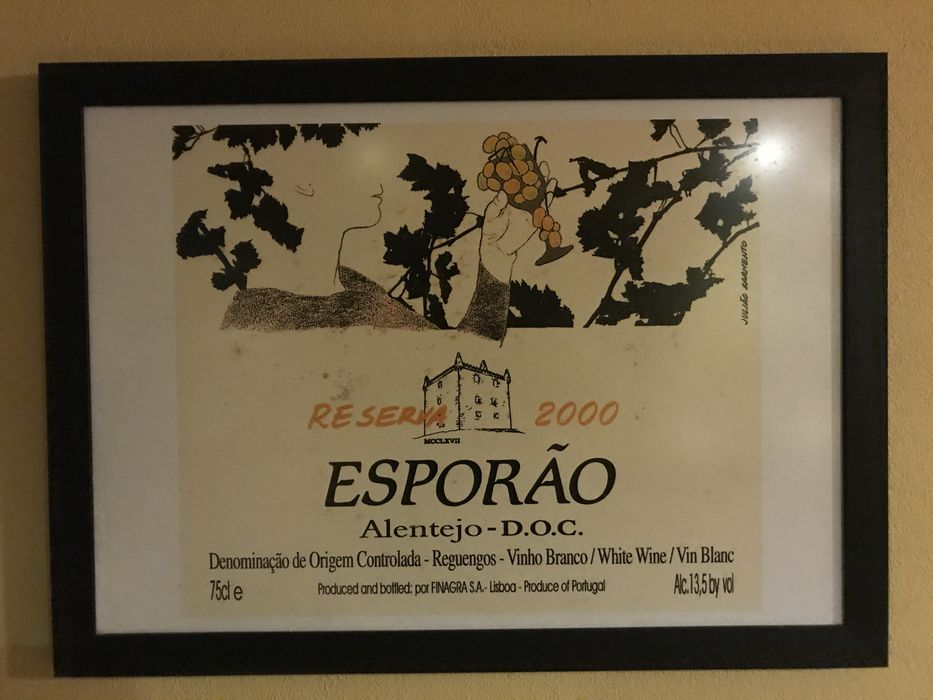 JULIÃO SARMENTO
RESERVA 2000
MCCLXVII
ESPORÃO
Alentejo - D.O.C.
Denominação de Origem Controlada - Reguengos - Vinho Branco / White Wine / Vin Blanc
75cl e Produced and bottled: por FINAGRA S.A.- Lisboa - Produce of Portugal Alc.13,5 by vol